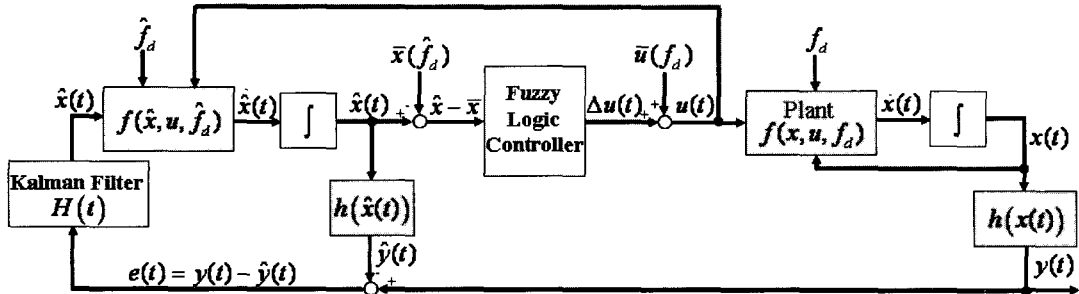 f̂_d
x̄(f̂_d)
ū(f_d)
f_d
x̂(t)
f(x̂, u, f̂_d)
x̂̇(t)
∫
x̂(t)
+
-
x̂ − x̄
Fuzzy
Logic
Controller
Δu(t)
+
+
u(t)
Plant
f(x, u, f_d)
ẋ(t)
∫
x(t)
Kalman Filter
H(t)
h(x̂(t))
h(x(t))
ŷ(t)
y(t)
e(t) = y(t) − ŷ(t)
-
+